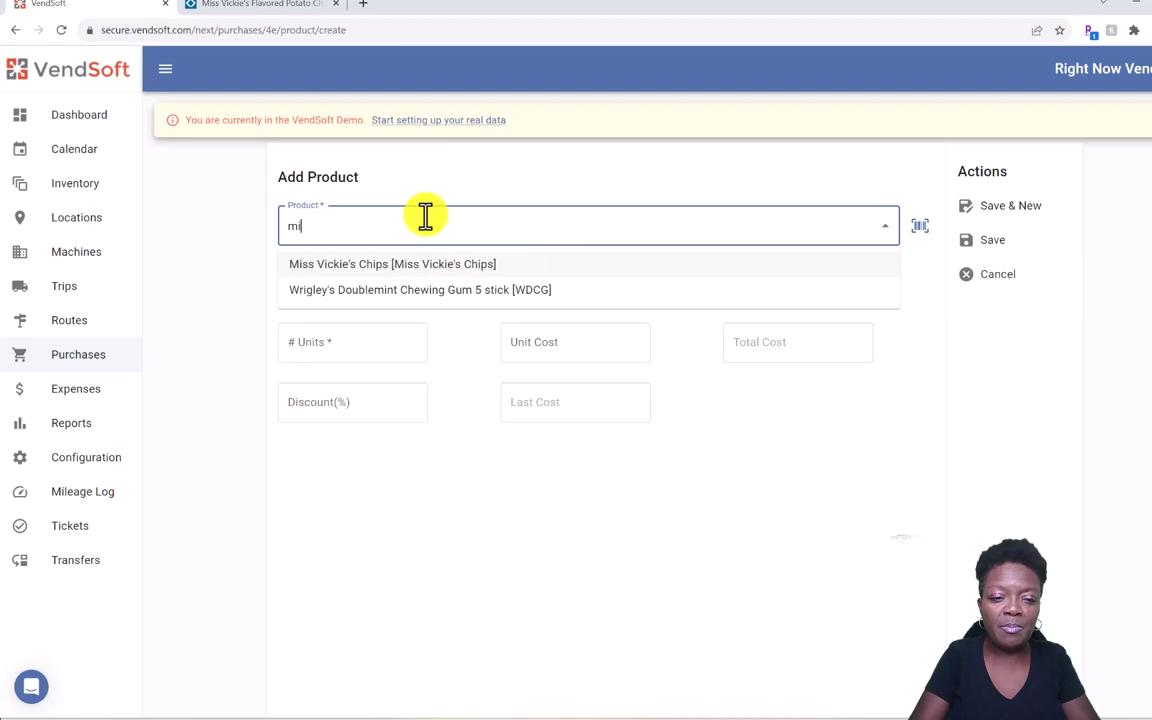 VendSoft
Miss Vickie's Flavored Potato Ch
secure.vendsoft.com/next/purchases/4e/product/create
VendSoft
Right Now Ven
You are currently in the VendSoft Demo. Start setting up your real data
Dashboard
Calendar
Inventory
Locations
Machines
Trips
Routes
Purchases
Expenses
Reports
Configuration
Mileage Log
Tickets
Transfers
Add Product
Product *
mi
Miss Vickie's Chips [Miss Vickie's Chips]
Wrigley's Doublemint Chewing Gum 5 stick [WDCG]
# Units *
Unit Cost
Total Cost
Discount(%)
Last Cost
Actions
Save & New
Save
Cancel